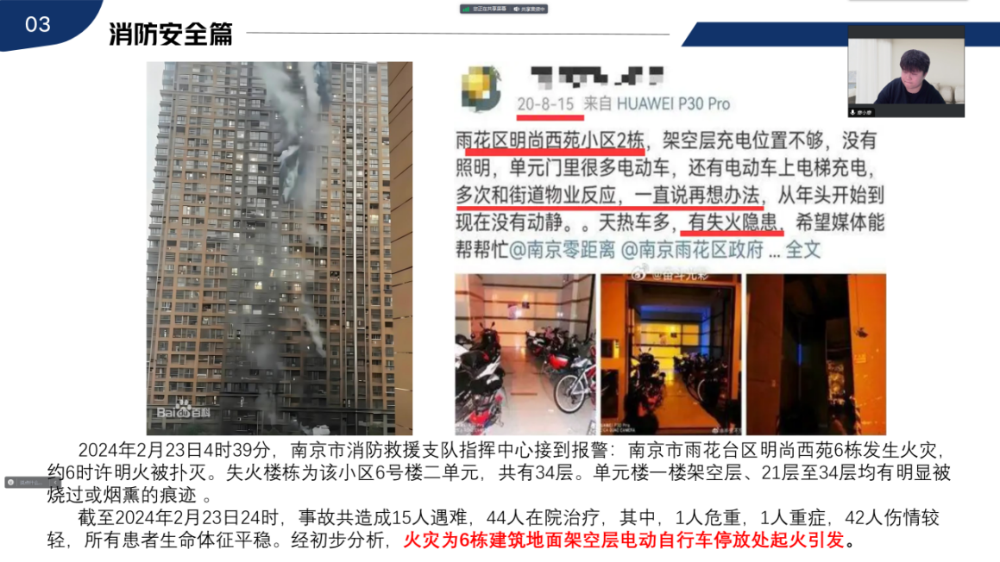 03
消防安全篇
您正在共享屏幕
共享音频中
20-8-15 来自 HUAWEI P30 Pro
雨花区明尚西苑小区2栋，架空层充电位置不够，没有
照明，单元门里很多电动车，还有电动车上电梯充电，
多次和街道物业反应，一直说再想办法，从年头开始到
现在没有动静。。天热车多，有失火隐患，希望媒体能
帮帮忙@南京零距离 @南京雨花区政府 ... 全文
Baidu百科
2024年2月23日4时39分，南京市消防救援支队指挥中心接到报警：南京市雨花台区明尚西苑6栋发生火灾，
约6时许明火被扑灭。失火楼栋为该小区6号楼二单元，共有34层。单元楼一楼架空层、21层至34层均有明显被
烧过或烟熏的痕迹 。
截至2024年2月23日24时，事故共造成15人遇难，44人在院治疗，其中，1人危重，1人重症，42人伤情较
轻，所有患者生命体征平稳。经初步分析，火灾为6栋建筑地面架空层电动自行车停放处起火引发。